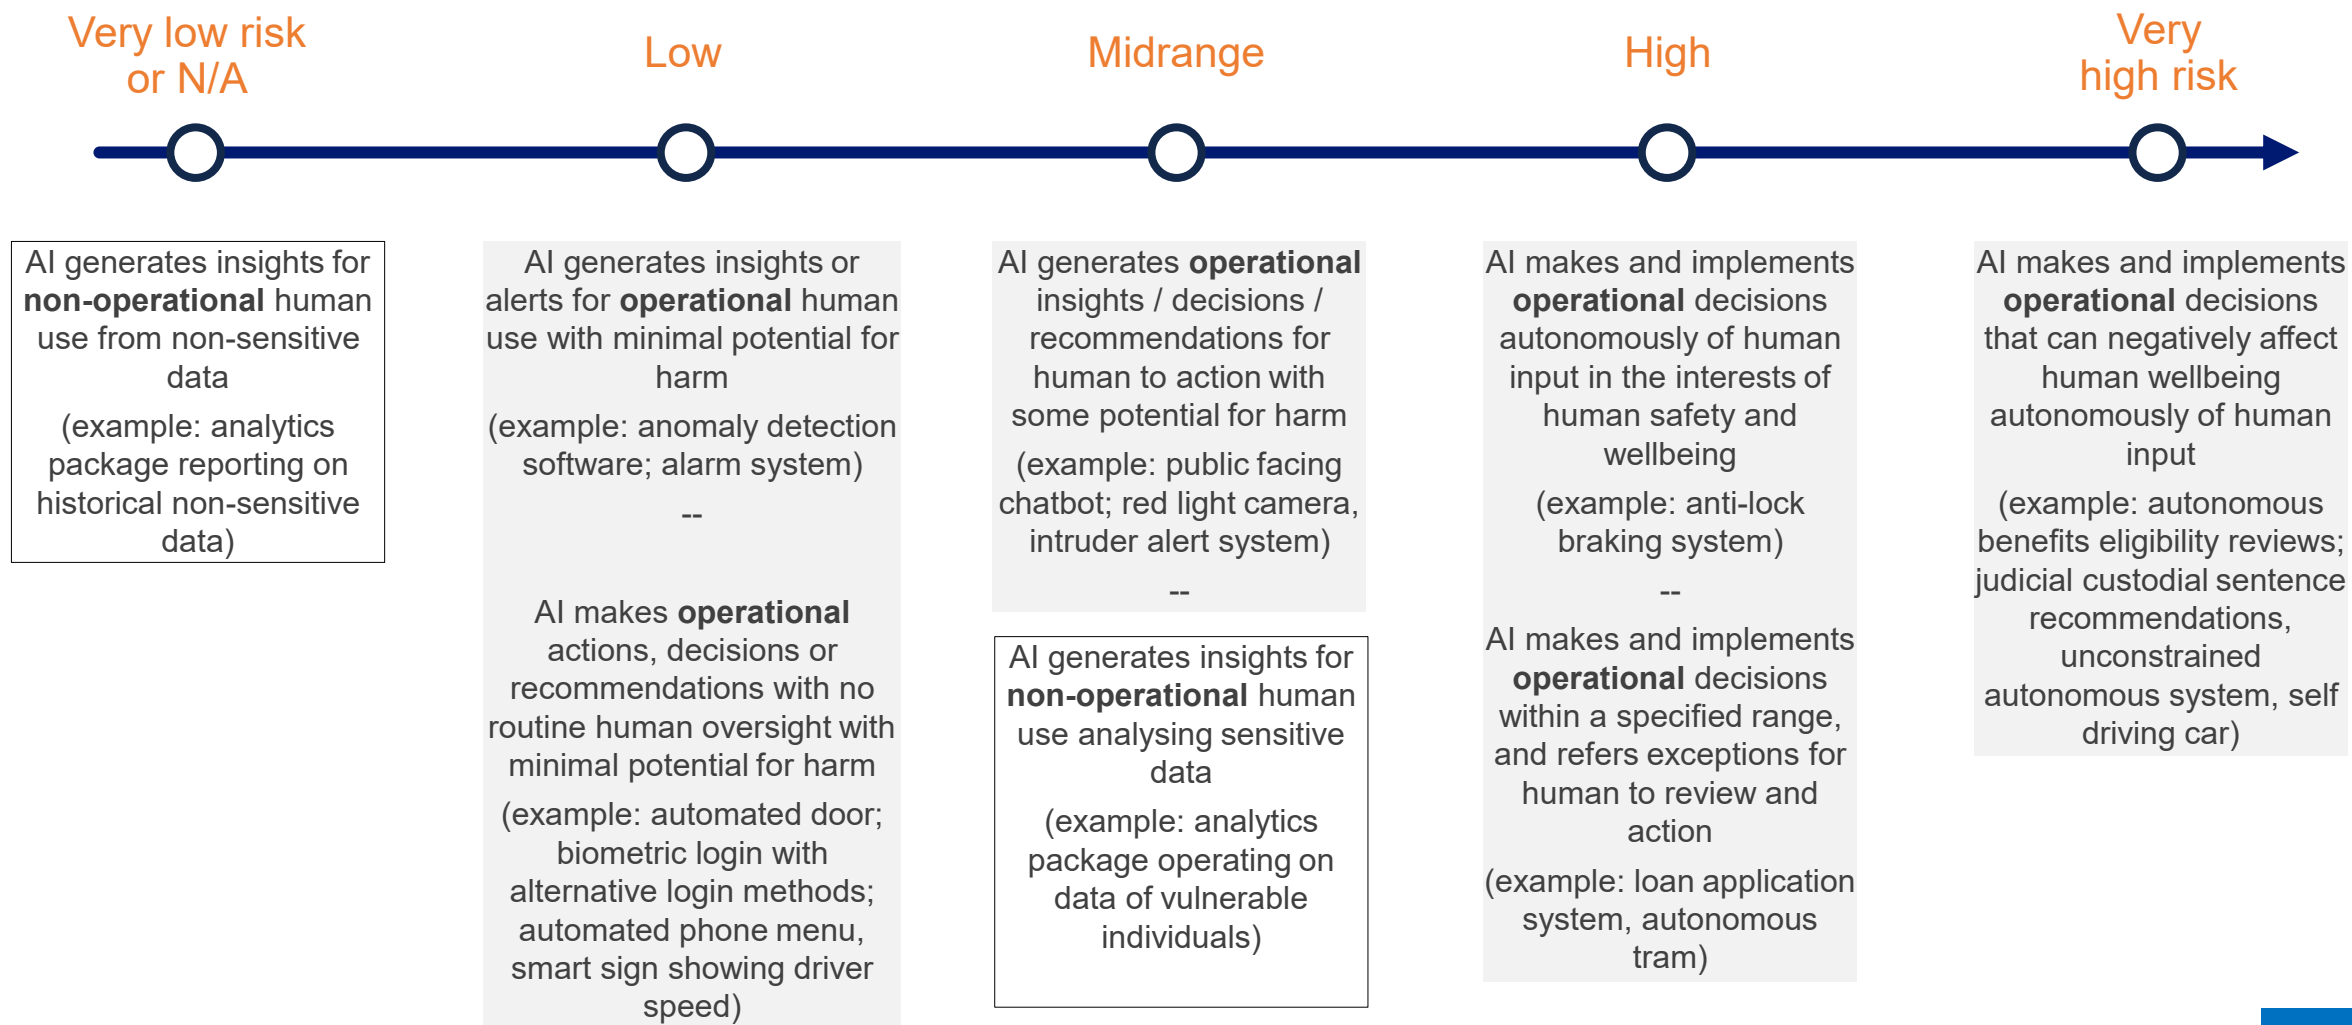 Very low risk
or N/A
Low
Midrange
High
Very
high risk
AI generates insights for
non-operational human
use from non-sensitive
data
(example: analytics
package reporting on
historical non-sensitive
data)
AI generates insights or
alerts for operational human
use with minimal potential for
harm
(example: anomaly detection
software; alarm system)
--
AI makes operational
actions, decisions or
recommendations with no
routine human oversight with
minimal potential for harm
(example: automated door;
biometric login with
alternative login methods;
automated phone menu,
smart sign showing driver
speed)
AI generates operational
insights / decisions /
recommendations for
human to action with
some potential for harm
(example: public facing
chatbot; red light camera,
intruder alert system)
--
AI generates insights for
non-operational human
use analysing sensitive
data
(example: analytics
package operating on
data of vulnerable
individuals)
AI makes and implements
operational decisions
autonomously of human
input in the interests of
human safety and
wellbeing
(example: anti-lock
braking system)
--
AI makes and implements
operational decisions
within a specified range,
and refers exceptions for
human to review and
action
(example: loan application
system, autonomous
tram)
AI makes and implements
operational decisions
that can negatively affect
human wellbeing
autonomously of human
input
(example: autonomous
benefits eligibility reviews;
judicial custodial sentence
recommendations,
unconstrained
autonomous system, self
driving car)